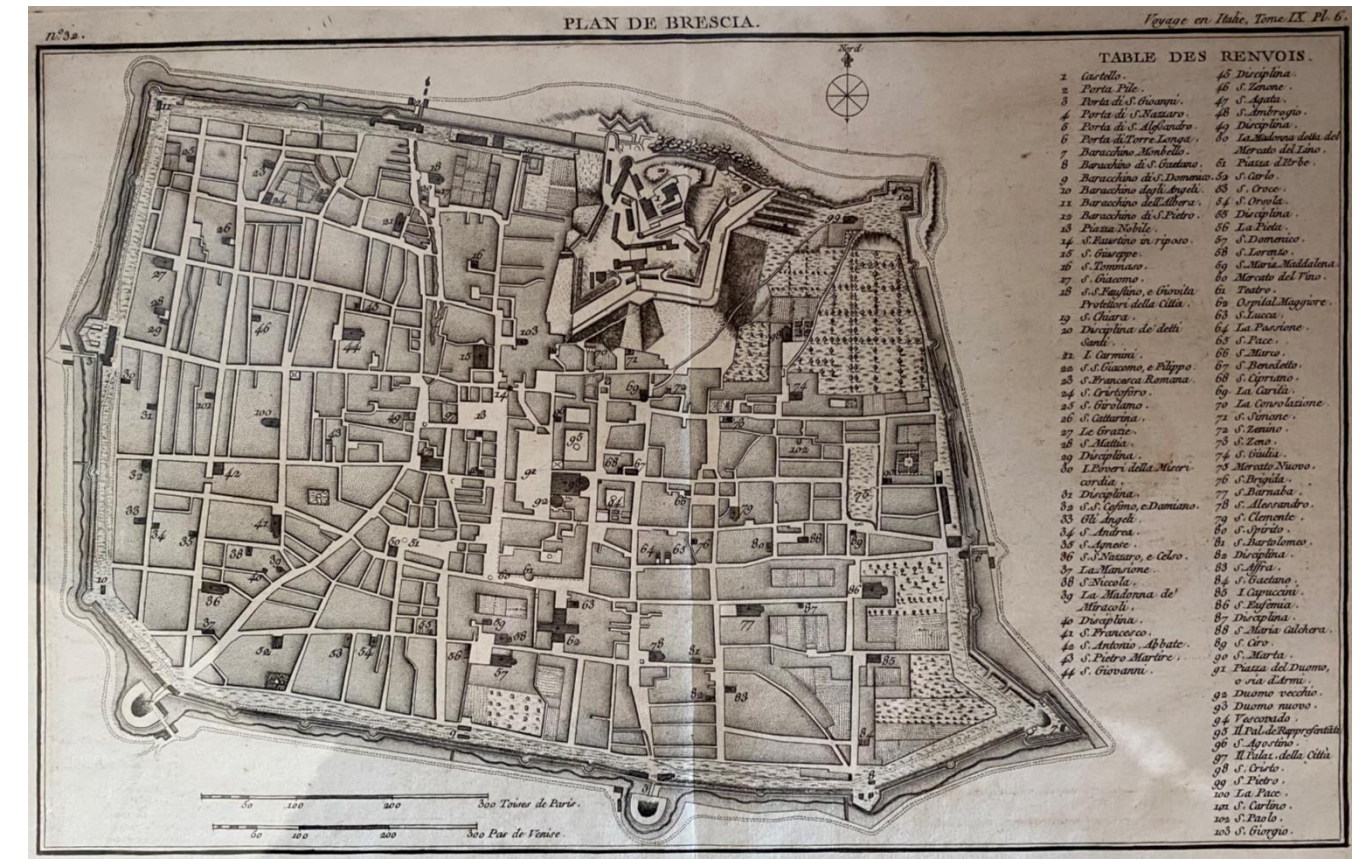 PLAN DE BRESCIA.
Voyage en Italie, Tome IX Pl. 6.
n.º 32.
Nord
TABLE DES RENVOIS.
1 Castello.
2 Porta Pile.
3 Porta di S. Gioanni.
4 Porta di S. Nazzaro.
5 Porta di S. Alessandro.
6 Porta di Torre Longa.
7 Baracchino Monbello.
8 Baracchino di S. Gaetano.
9 Baracchino di S. Domenico.
10 Baracchino degli Angeli.
11 Baracchino dell'Albera.
12 Baracchino di S. Pietro.
13 Piazza Nobile.
14 S. Faustino in riposo.
15 S. Giuseppe.
16 S. Tommaso.
17 S. Giacomo.
18 S.S. Faustino, e Giovita
Protettori della Città.
19 S. Chiara.
20 Disciplina de' detti
Santi.
21 I. Carmini.
22 S.S. Giacomo, e Filippo.
23 S. Francesca Romana.
24 S. Cristoforo.
25 S. Girolamo.
26 S. Cattarina.
27 Le Grazie.
28 S. Mattia.
29 Disciplina.
30 I. Poveri della Miseri
cordia.
31 Disciplina.
32 S.S. Cosimo, e Damiano.
33 Gli Angeli.
34 S. Andrea.
35 S. Agnese.
36 S.S. Nazzaro, e Celso.
37 La Mansione.
38 S. Niccola.
39 La Madonna de'
Miracoli.
40 Disciplina.
41 S. Francesco.
42 S. Antonio Abbate.
43 S. Pietro Martire.
44 S. Giovanni.
45 Disciplina.
46 S. Zenone.
47 S. Agata.
48 S. Ambrogio.
49 Disciplina.
50 La Madonna detta del
Mercato del Lino.
51 Piazza d'Erbe.
52 S. Carlo.
53 S. Croce.
54 S. Orsola.
55 Disciplina.
56 La Pieta.
57 S. Domenico.
58 S. Lorenzo.
59 S. Maria Maddalena.
60 Mercato del Vino.
61 Teatro.
62 Ospital Maggiore.
63 S. Lucca.
64 La Passione.
65 S. Pace.
66 S. Marco.
67 S. Benedetto.
68 S. Cipriano.
69 La Carità.
70 La Consolazione.
71 S. Simone.
72 S. Zenino.
73 S. Zeno.
74 S. Giulia.
75 Mercato Nuovo.
76 S. Brigida.
77 S. Barnaba.
78 S. Alessandro.
79 S. Clemente.
80 S. Spirito.
81 S. Bartolomeo.
82 Disciplina.
83 S. Affra.
84 S. Gaetano.
85 I. Capuccini.
86 S. Eufemia.
87 Disciplina.
88 S. Maria Calchera.
89 S. Ciro.
90 S. Marta.
91 Piazza del Duomo,
o sia d'Armi.
92 Duomo vecchio.
93 Duomo nuovo.
94 Vescovado.
95 Il Pal. de Rappresentati
96 S. Agostino.
97 Il Palaz. della Città
98 S. Cristo.
99 S. Pietro.
100 La Pace.
101 S. Carlino.
102 S. Paolo.
103 S. Giorgio.
50 100 200 300 Toises de Paris.
50 100 200 300 Pas de Venise.